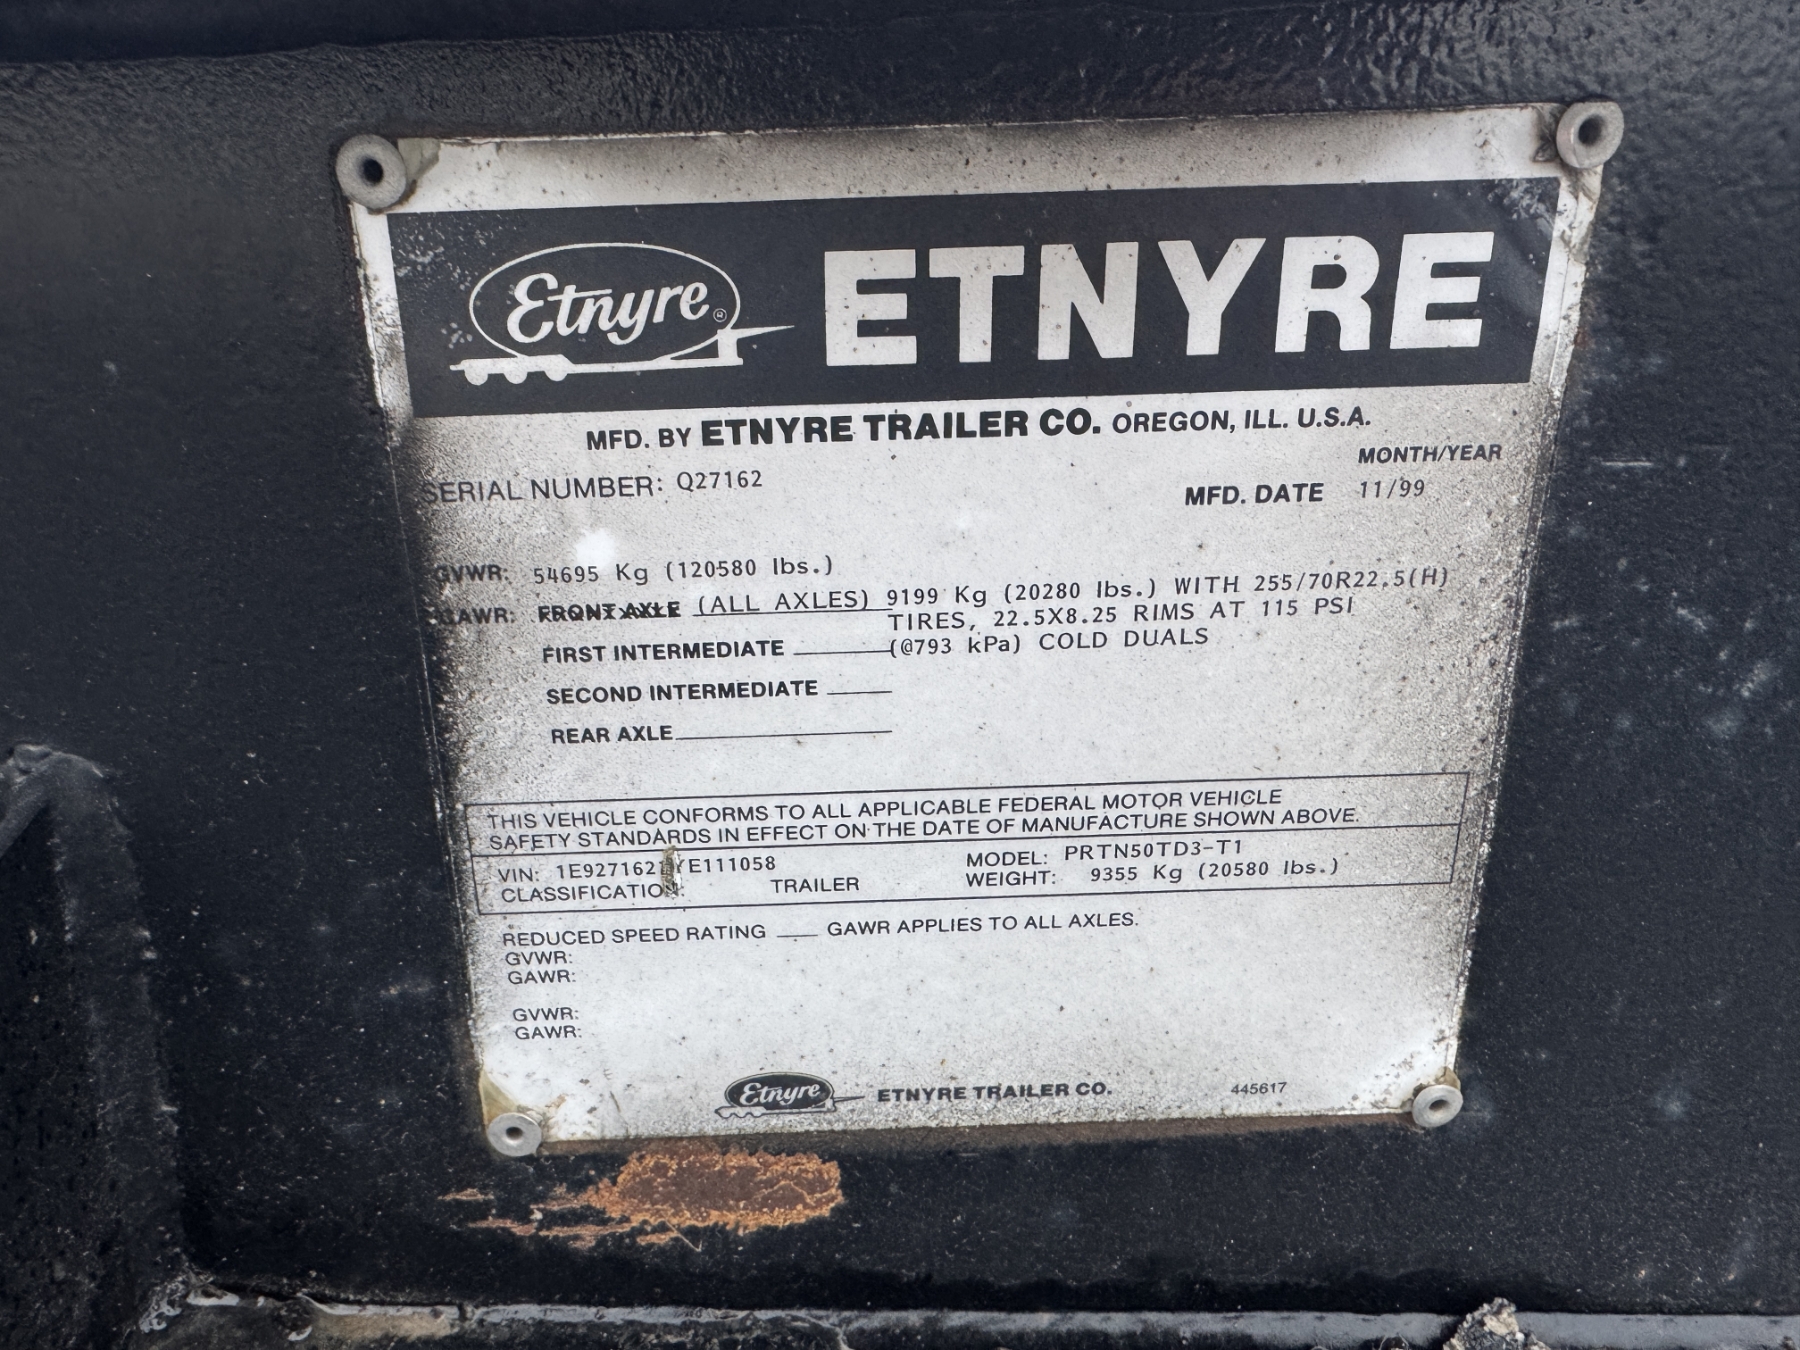 Etnyre® ETNYRE
MFD. BY ETNYRE TRAILER CO. OREGON, ILL. U.S.A.
MONTH/YEAR
SERIAL NUMBER: Q27162 MFD. DATE 11/99
GVWR: 54695 Kg (120580 lbs.)
GAWR: FRONT AXLE (ALL AXLES) 9199 Kg (20280 lbs.) WITH 255/70R22.5(H)
TIRES, 22.5X8.25 RIMS AT 115 PSI
FIRST INTERMEDIATE (@793 kPa) COLD DUALS
SECOND INTERMEDIATE
REAR AXLE
THIS VEHICLE CONFORMS TO ALL APPLICABLE FEDERAL MOTOR VEHICLE
SAFETY STANDARDS IN EFFECT ON THE DATE OF MANUFACTURE SHOWN ABOVE.
VIN: MODEL: PRTN50TD3-T1
CLASSIFICATION: TRAILER WEIGHT: 9355 Kg (20580 lbs.)
REDUCED SPEED RATING ___ GAWR APPLIES TO ALL AXLES.
GVWR:
GAWR:
GVWR:
GAWR:
Etnyre ETNYRE TRAILER CO. 445617